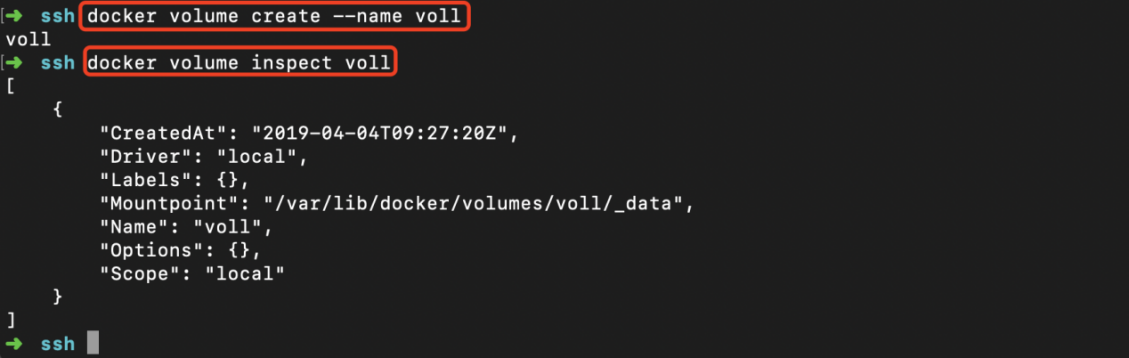 [➜ ssh docker volume create --name voll
voll
[➜ ssh docker volume inspect voll
[
    {
        "CreatedAt": "2019-04-04T09:27:20Z",
        "Driver": "local",
        "Labels": {},
        "Mountpoint": "/var/lib/docker/volumes/voll/_data",
        "Name": "voll",
        "Options": {},
        "Scope": "local"
    }
]
➜ ssh